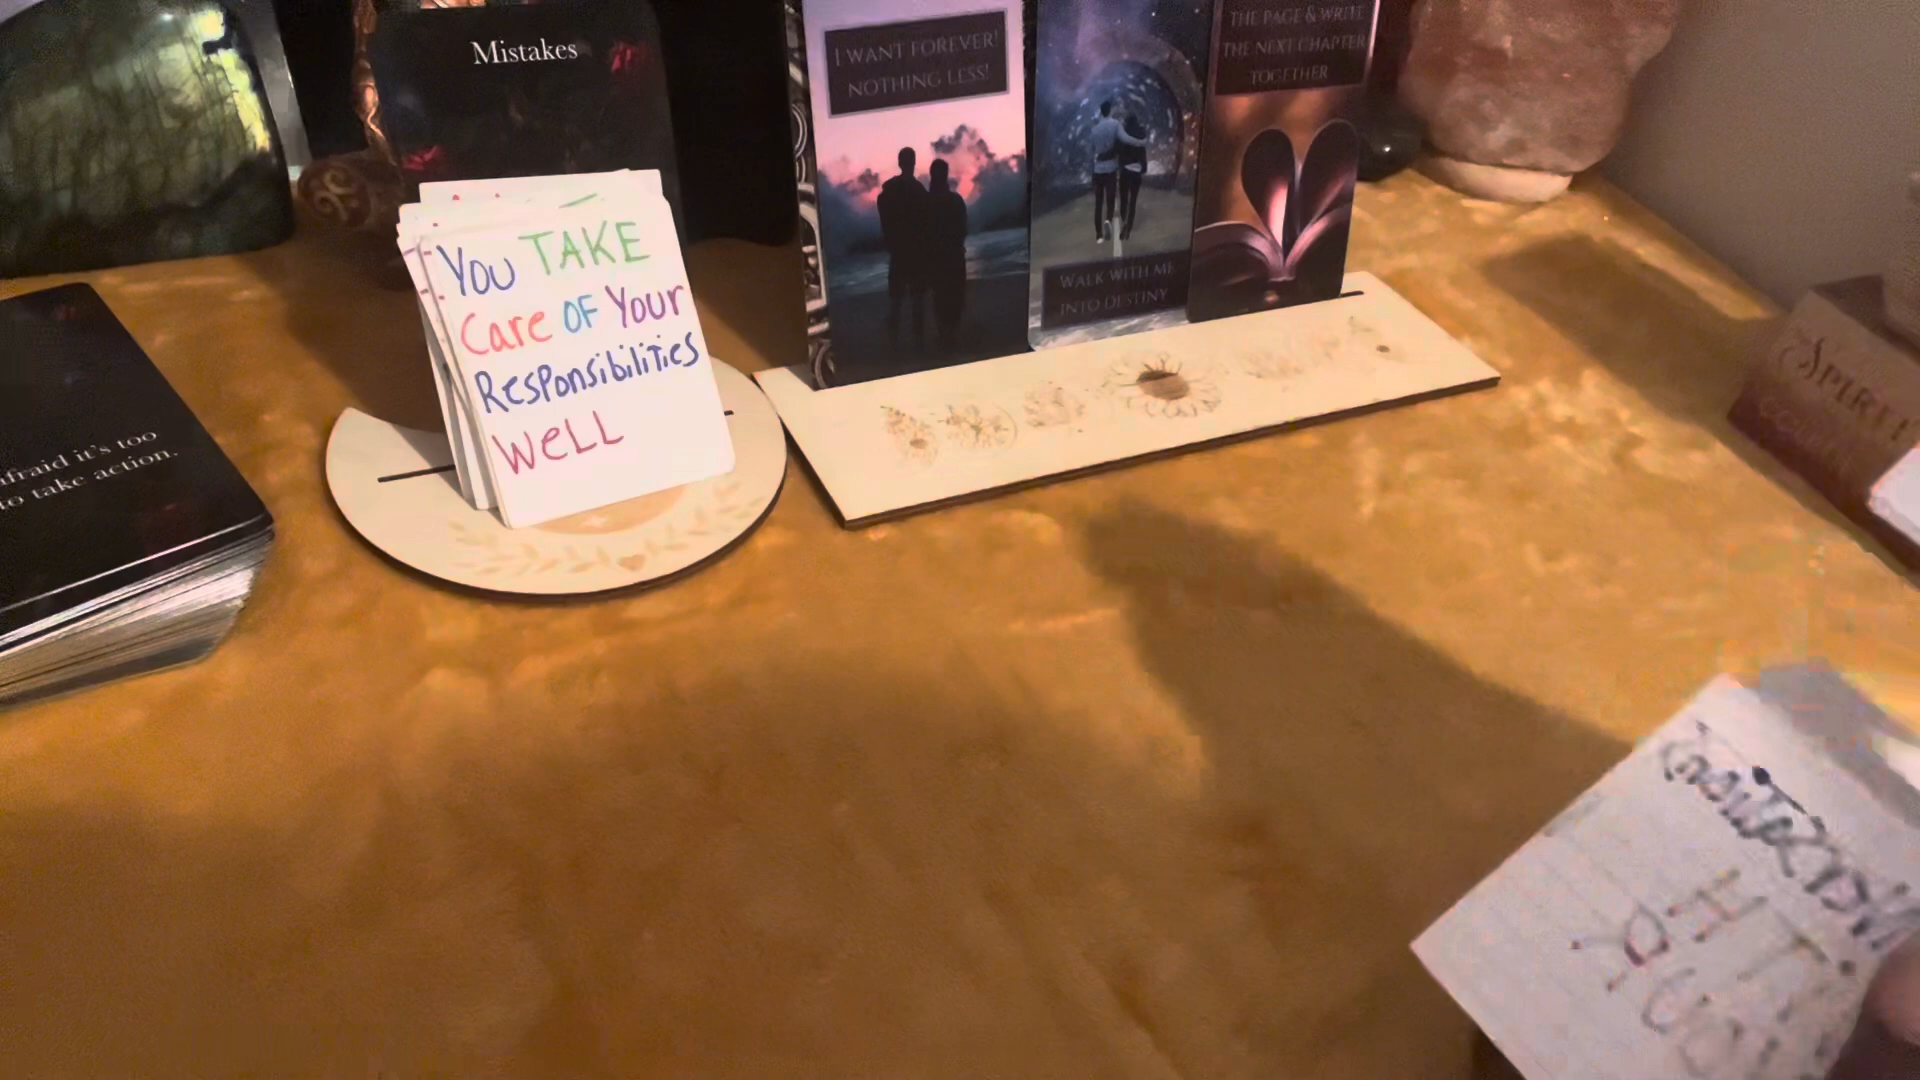 Mistakes
I WANT FOREVER!
NOTHING LESS!
WALK WITH ME
INTO DESTINY
THE PAGE & WRITE
THE NEXT CHAPTER
TOGETHER
You TAKE
Care OF Your
Responsibilities
WeLL
afraid it's too
to take action.
SPIRIT